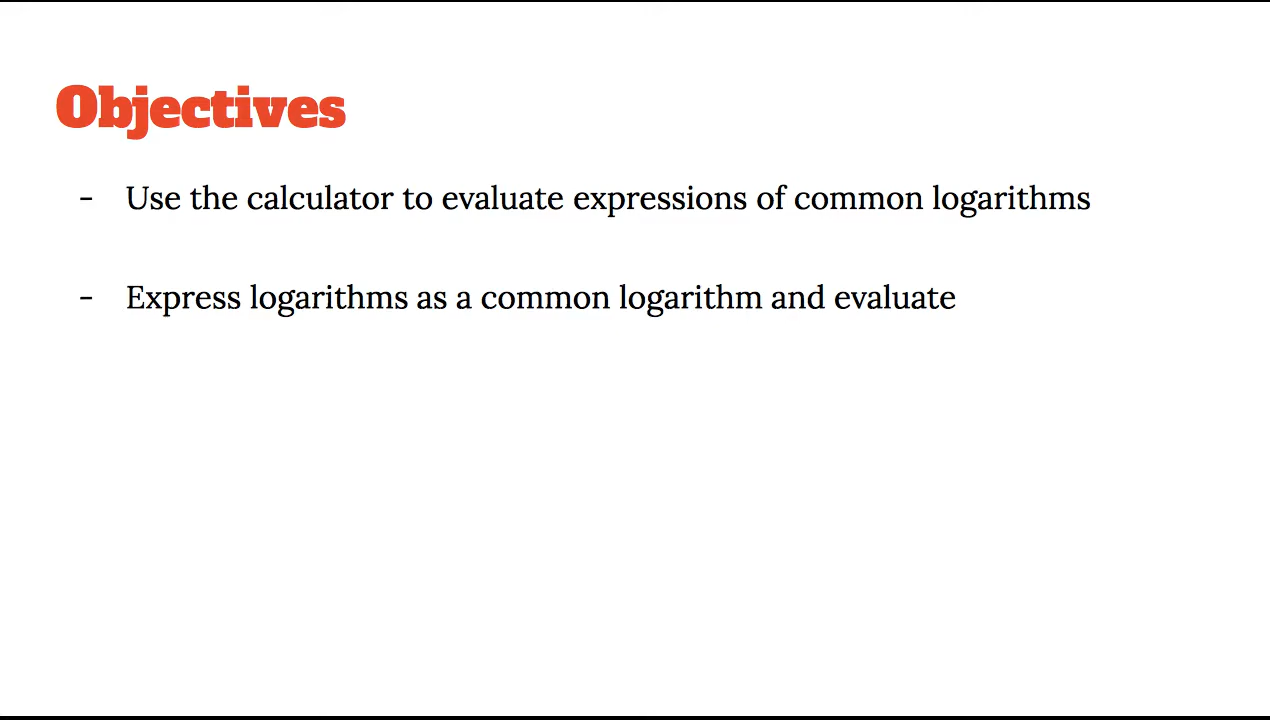 Objectives
- Use the calculator to evaluate expressions of common logarithms
- Express logarithms as a common logarithm and evaluate